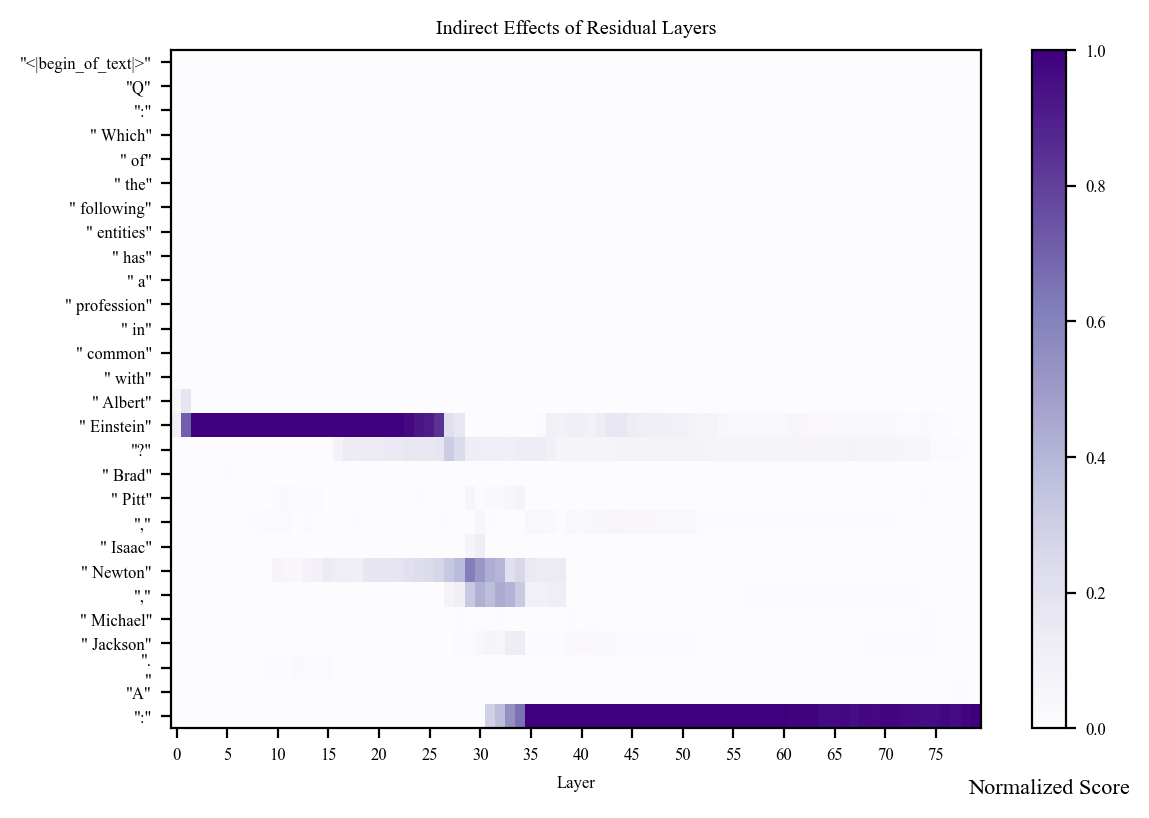 Indirect Effects of Residual Layers
"<|begin_of_text|>"
"Q"
":"
" Which"
" of"
" the"
" following"
" entities"
" has"
" a"
" profession"
" in"
" common"
" with"
" Albert"
" Einstein"
"?"
" Brad"
" Pitt"
","
" Isaac"
" Newton"
","
" Michael"
" Jackson"
".
"
"A"
":"
0 5 10 15 20 25 30 35 40 45 50 55 60 65 70 75
Layer
1.0
0.8
0.6
0.4
0.2
0.0
Normalized Score